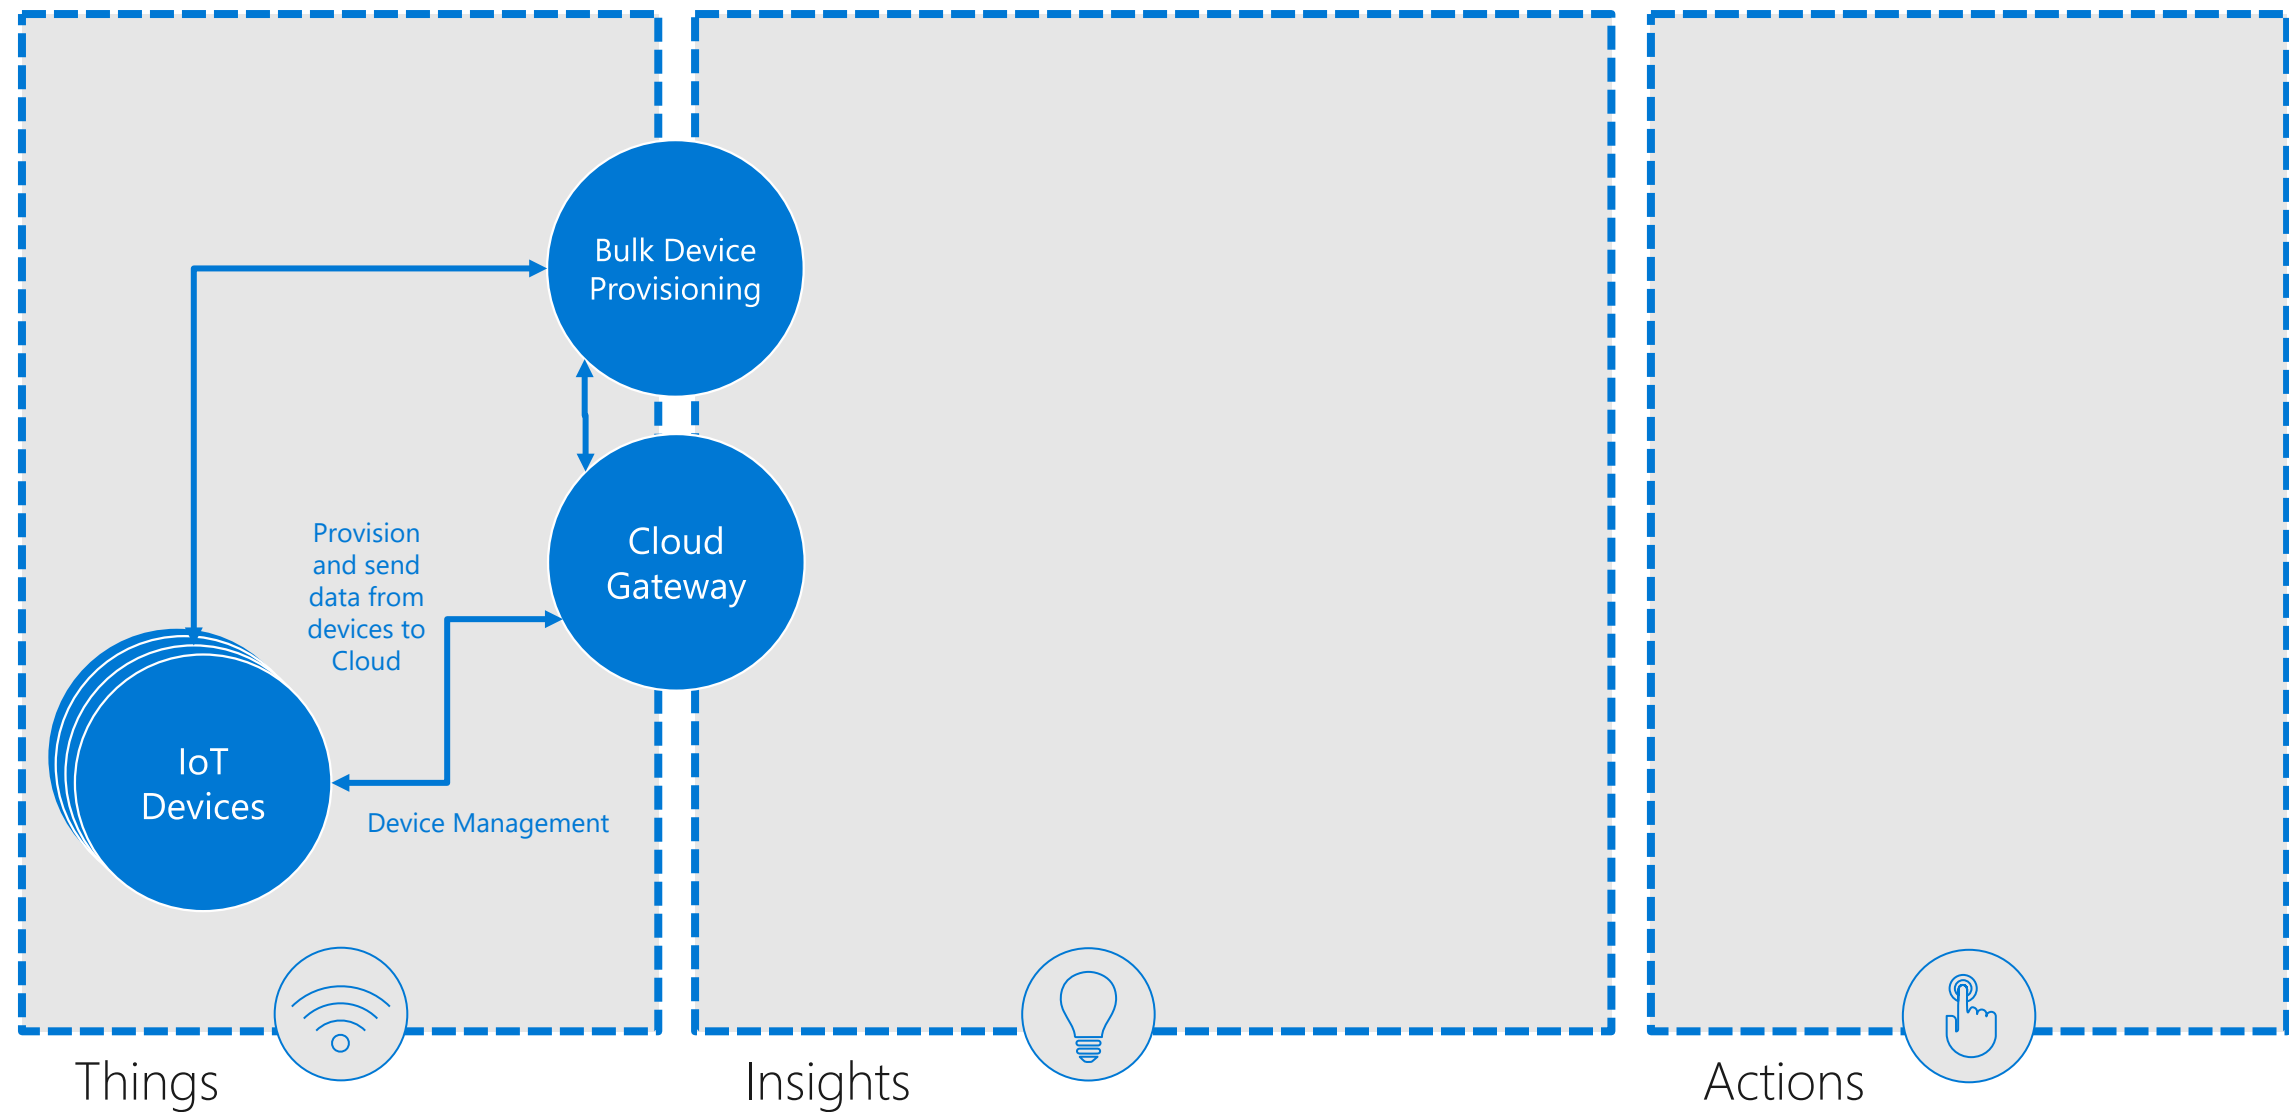 Bulk Device
Provisioning
Cloud
Gateway
Provision
and send
data from
devices to
Cloud
IoT
Devices
Device Management
Things
Insights
Actions